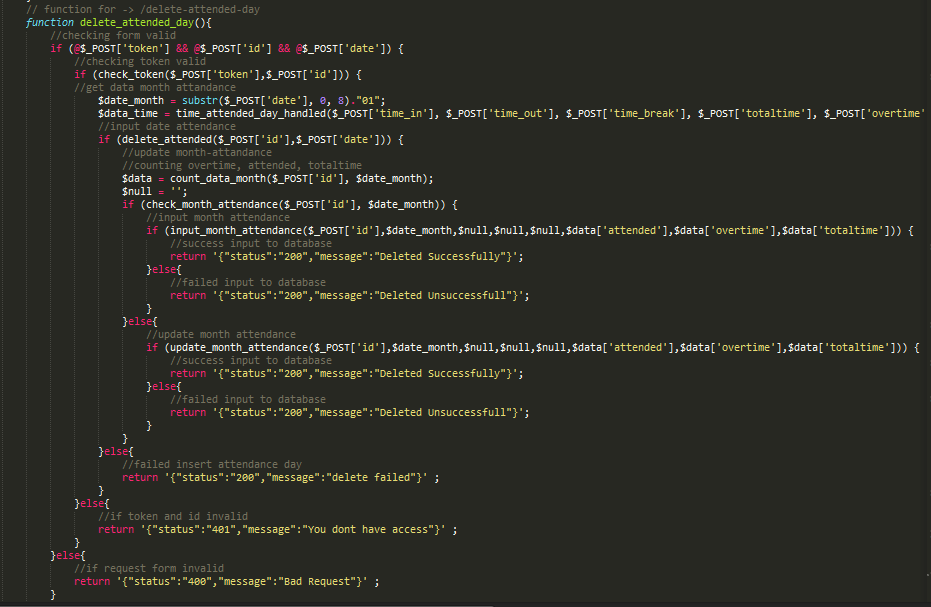 // function for -> /delete-attended-day
function delete_attended_day(){
//checking form valid
if (@$_POST['token'] && @$_POST['id'] && @$_POST['date']) {
//checking token valid
if (check_token($_POST['token'],$_POST['id'])) {
//get data month attandance
$date_month = substr($_POST['date'], 0, 8)."01";
$data_time = time_attended_day_handled($_POST['time_in'], $_POST['time_out'], $_POST['time_break'], $_POST['totaltime'], $_POST['overtime'
//input date attendance
if (delete_attended($_POST['id'],$_POST['date'])) {
//update month-attandance
//counting overtime, attended, totaltime
$data = count_data_month($_POST['id'], $date_month);
$null = '';
if (check_month_attendance($_POST['id'], $date_month)) {
//input month attendance
if (input_month_attendance($_POST['id'],$date_month,$null,$null,$null,$data['attended'],$data['overtime'],$data['totaltime'])) {
//success input to database
return '{"status":"200","message":"Deleted Successfully"}';
}else{
//failed input to database
return '{"status":"200","message":"Deleted Unsuccessfull"}';
}
}else{
//update month attendance
if (update_month_attendance($_POST['id'],$date_month,$null,$null,$null,$data['attended'],$data['overtime'],$data['totaltime'])) {
//success input to database
return '{"status":"200","message":"Deleted Successfully"}';
}else{
//failed input to database
return '{"status":"200","message":"Deleted Unsuccessfull"}';
}
}
}else{
//failed insert attendance day
return '{"status":"200","message":"delete failed"}' ;
}
}else{
//if token and id invalid
return '{"status":"401","message":"You dont have access"}' ;
}
}else{
//if request form invalid
return '{"status":"400","message":"Bad Request"}' ;
}